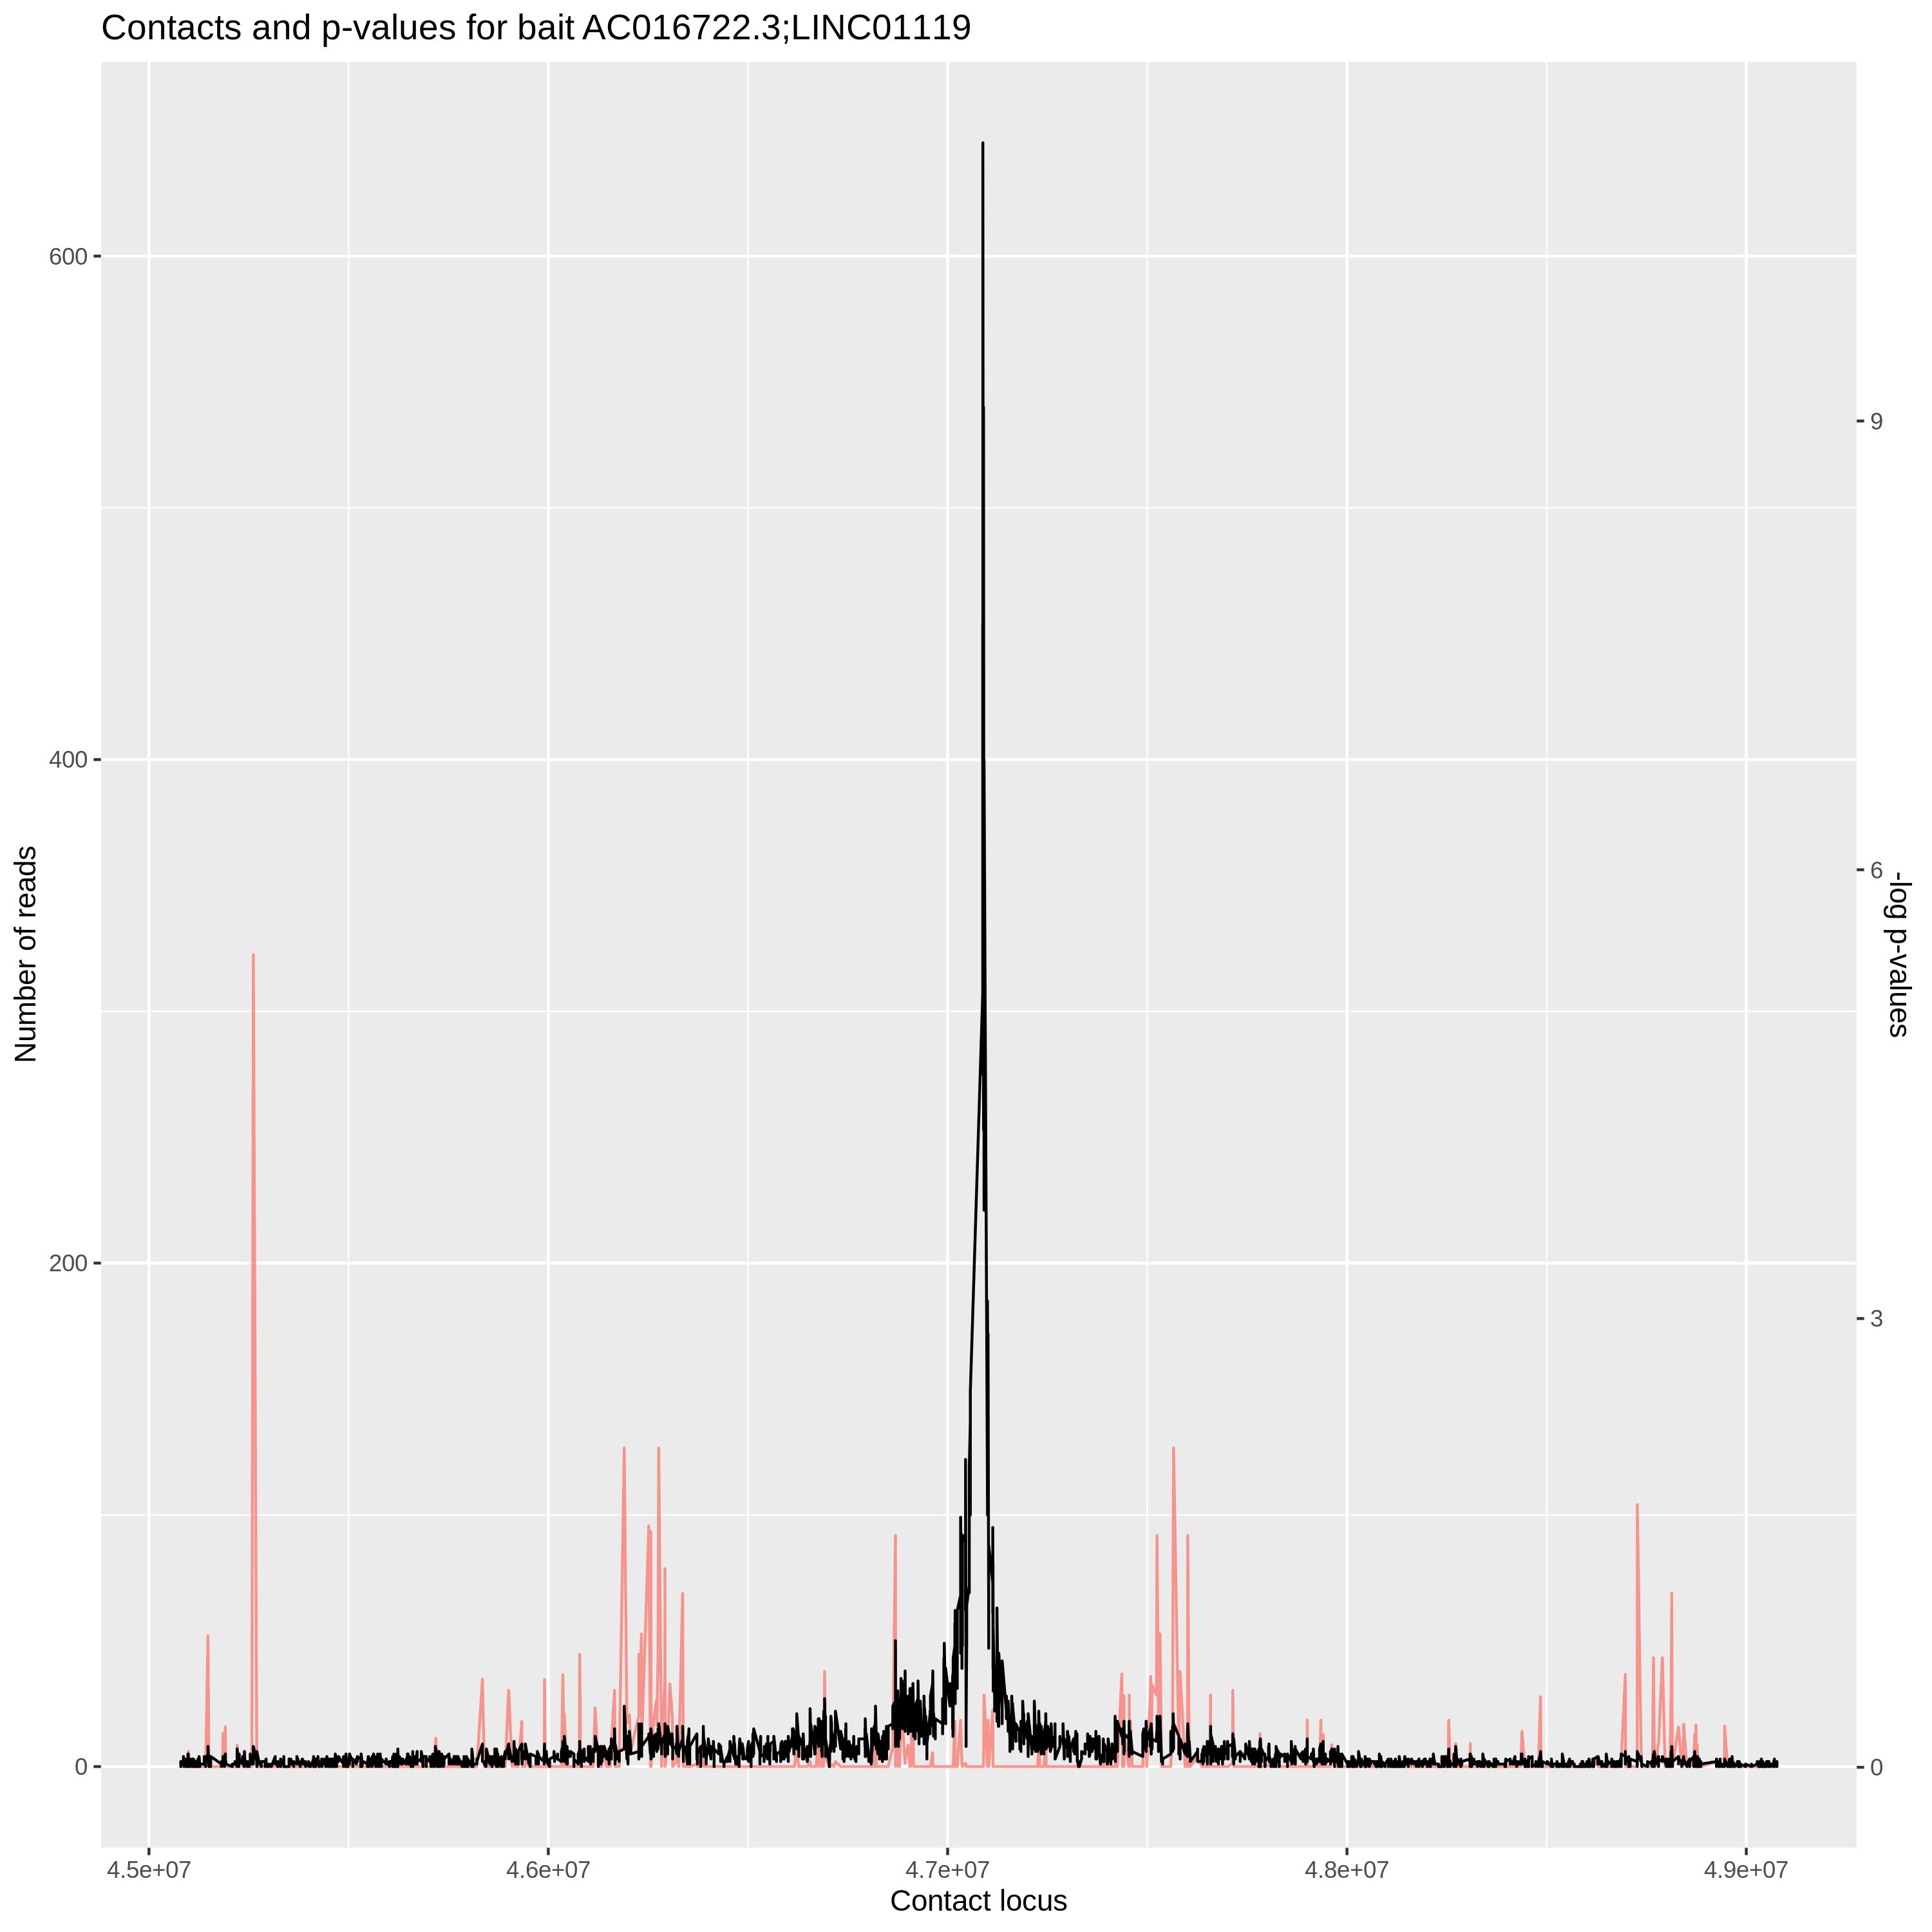 Contacts and p-values for bait AC016722.3;LINC01119
600
400
200
0
Number of reads
9
6
3
0
-log p-values
4.5e+07
4.6e+07
4.7e+07
4.8e+07
4.9e+07
Contact locus